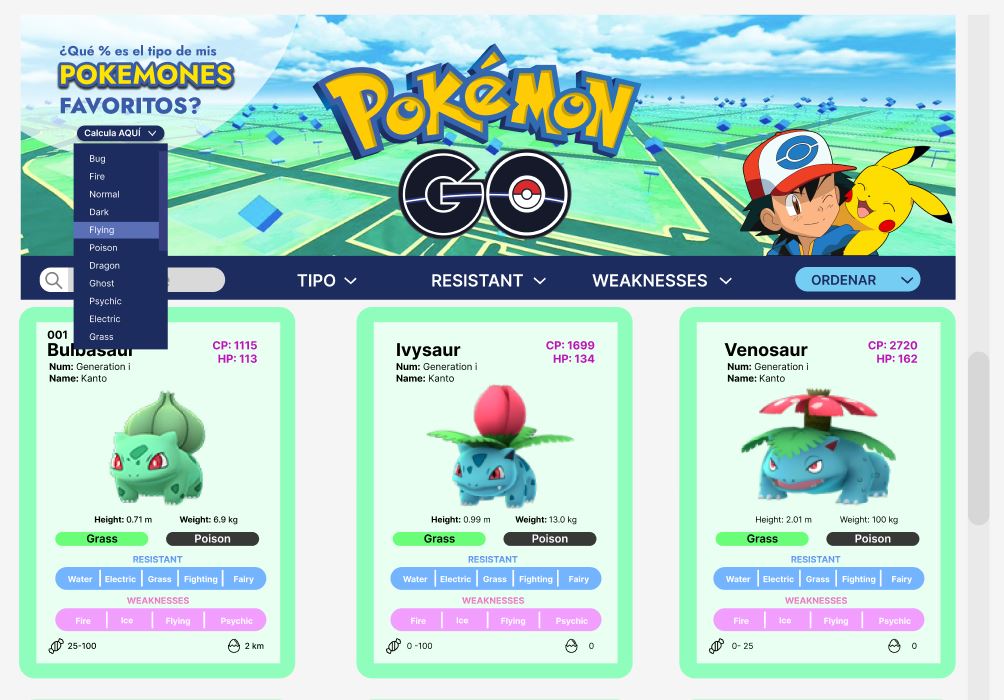 ¿Qué % es el tipo de mis
POKEMONES
FAVORITOS?
Calcula AQUÍ
Bug
Fire
Normal
Dark
Flying
Poison
Dragon
Ghost
Psychic
Electric
Grass
POKÉMON
GO
TIPO
RESISTANT
WEAKNESSES
ORDENAR
001
Bulbasaur
CP: 1115
HP: 113
Num: Generation i
Name: Kanto
Height: 0.71 m
Weight: 6.9 kg
Grass
Poison
RESISTANT
Water Electric Grass Fighting Fairy
WEAKNESSES
Fire Ice Flying Psychic
25-100
2 km
Ivysaur
CP: 1699
HP: 134
Num: Generation i
Name: Kanto
Height: 0.99 m
Weight: 13.0 kg
Grass
Poison
RESISTANT
Water Electric Grass Fighting Fairy
WEAKNESSES
Fire Ice Flying Psychic
0 -100
0
Venosaur
CP: 2720
HP: 162
Num: Generation i
Name: Kanto
Height: 2.01 m
Weight: 100 kg
Grass
Poison
RESISTANT
Water Electric Grass Fighting Fairy
WEAKNESSES
Fire Ice Flying Psychic
0- 25
0